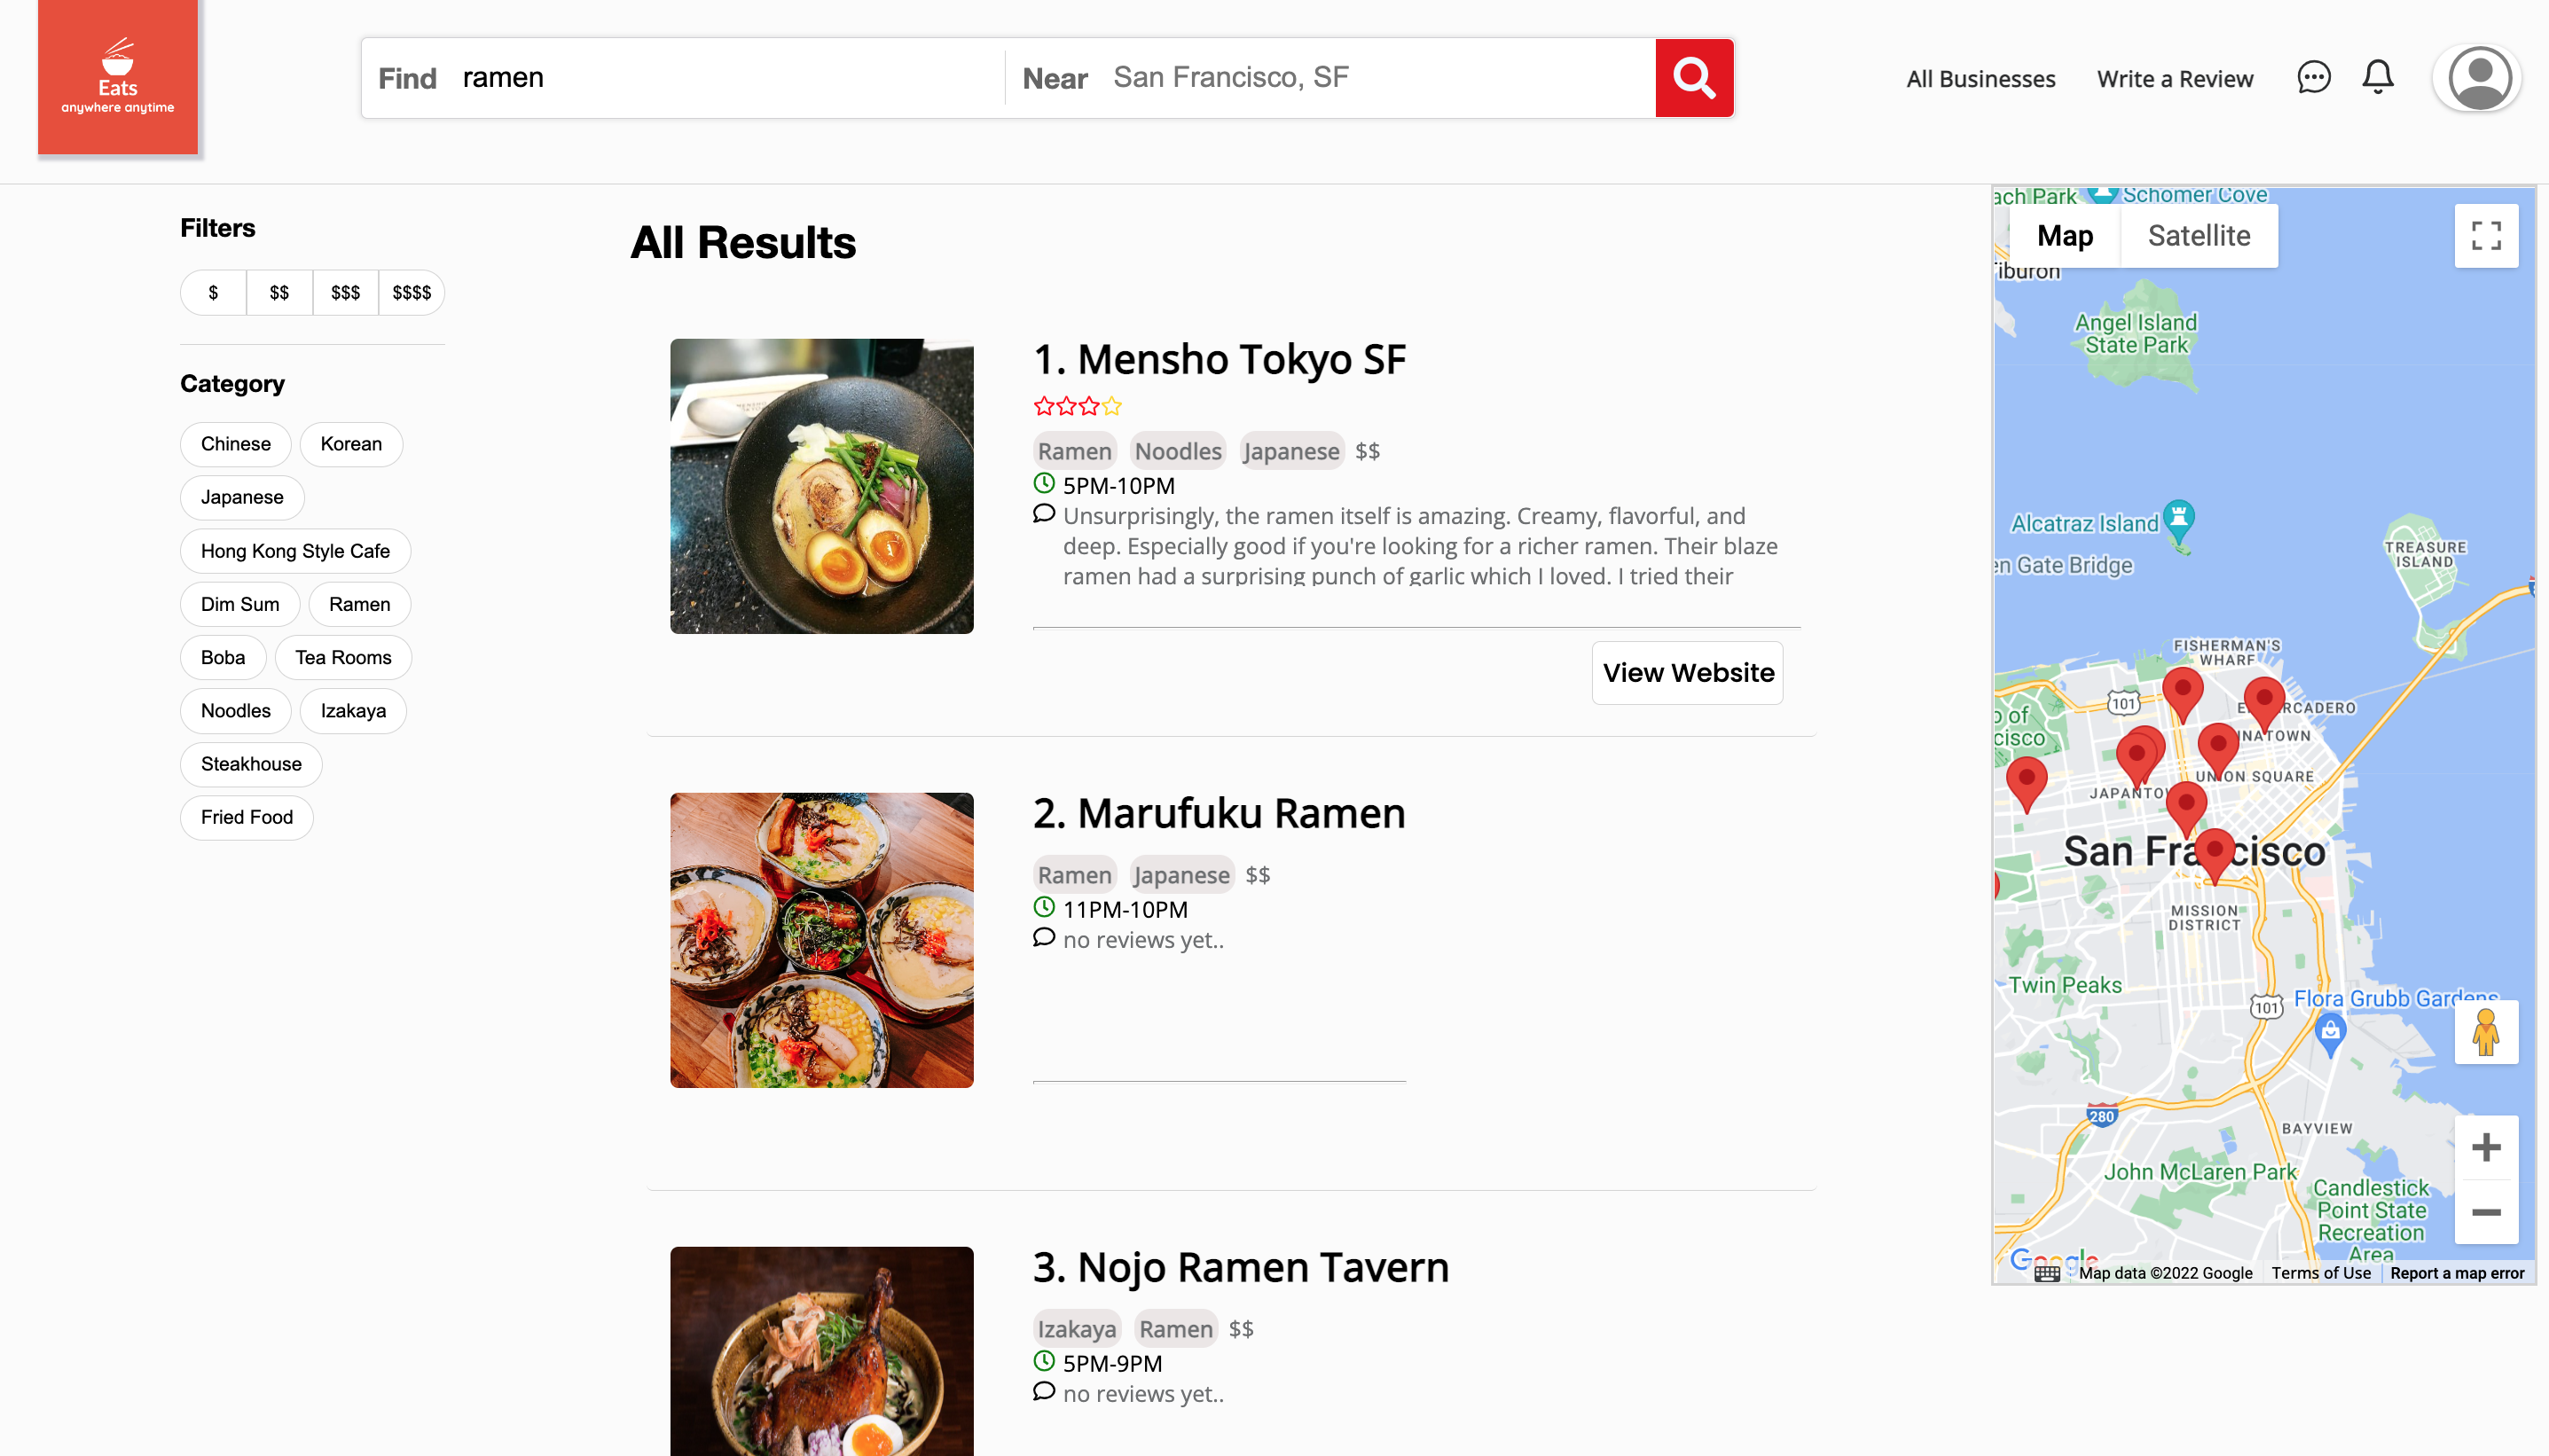 Eats
anywhere anytime
Find ramen
Near San Francisco, SF
All Businesses
Write a Review
Filters
$ $$ $$$ $$$$
Category
Chinese Korean
Japanese
Hong Kong Style Cafe
Dim Sum Ramen
Boba Tea Rooms
Noodles Izakaya
Steakhouse
Fried Food
All Results
1. Mensho Tokyo SF
Ramen Noodles Japanese $$
5PM-10PM
Unsurprisingly, the ramen itself is amazing. Creamy, flavorful, and
deep. Especially good if you're looking for a richer ramen. Their blaze
ramen had a surprising punch of garlic which I loved. I tried their
View Website
2. Marufuku Ramen
Ramen Japanese $$
11PM-10PM
no reviews yet..
3. Nojo Ramen Tavern
Izakaya Ramen $$
5PM-9PM
no reviews yet..
ach Park
Schomer Cove
Map Satellite
iburon
Angel Island
State Park
Alcatraz Island
en Gate Bridge
TREASURE
ISLAND
FISHERMAN'S
WHARF
101
RCADERO
o of
cisco
INATOWN
UNION SQUARE
JAPANTO
San Fra cisco
MISSION
DISTRICT
Twin Peaks
101
Flora Grubb Gardens
280
BAYVIEW
John McLaren Park
Candlestick
Point State
Recreation
Area
Google
Map data ©2022 Google
Terms of Use
Report a map error